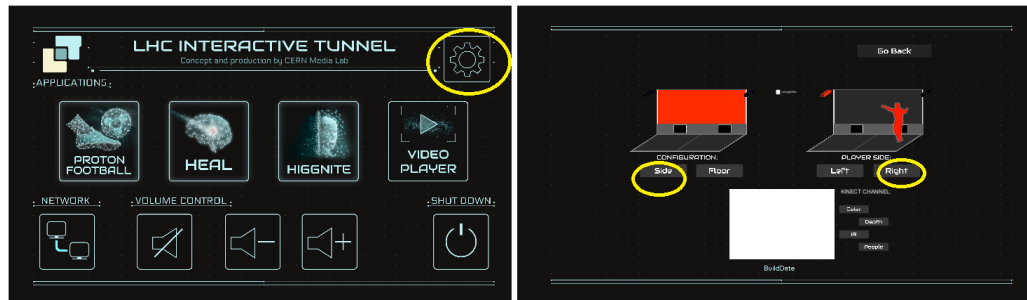 LHC INTERACTIVE TUNNEL
Concept and production by CERN Media Lab
APPLICATIONS:
PROTON
FOOTBALL
HEAL
HIGGNITE
VIDEO
PLAYER
NETWORK :
VOLUME CONTROL :
SHUT DOWN:
Go Back
CONFIGURATION:
PLAYER SIDE:
Side
Floor
Left
Right
KINECT CHANNEL:
Color
Depth
IR
People
BuildDate